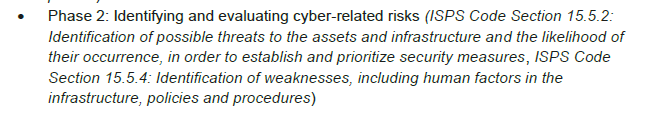 • Phase 2: Identifying and evaluating cyber-related risks (ISPS Code Section 15.5.2:
Identification of possible threats to the assets and infrastructure and the likelihood of
their occurrence, in order to establish and prioritize security measures, ISPS Code
Section 15.5.4: Identification of weaknesses, including human factors in the
infrastructure, policies and procedures)